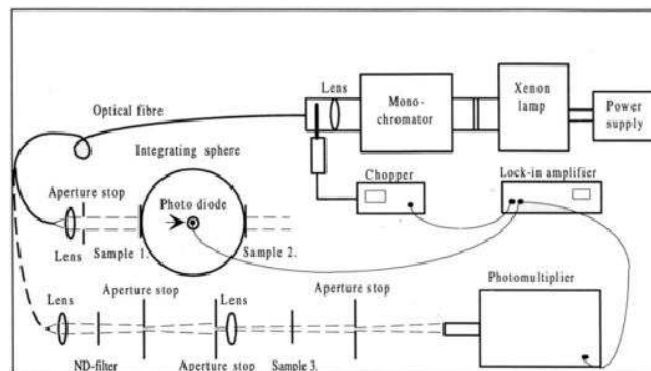 Lens
Mono-
chromator
Xenon
lamp
Power
supply
Optical fibre
Integrating sphere
Chopper
Lock-in amplifier
Aperture stop
Photo diode
Lens
Sample 1.
Sample 2.
Photomultiplier
Lens
Aperture stop
Lens
Aperture stop
ND-filter
Aperture stop
Sample 3.